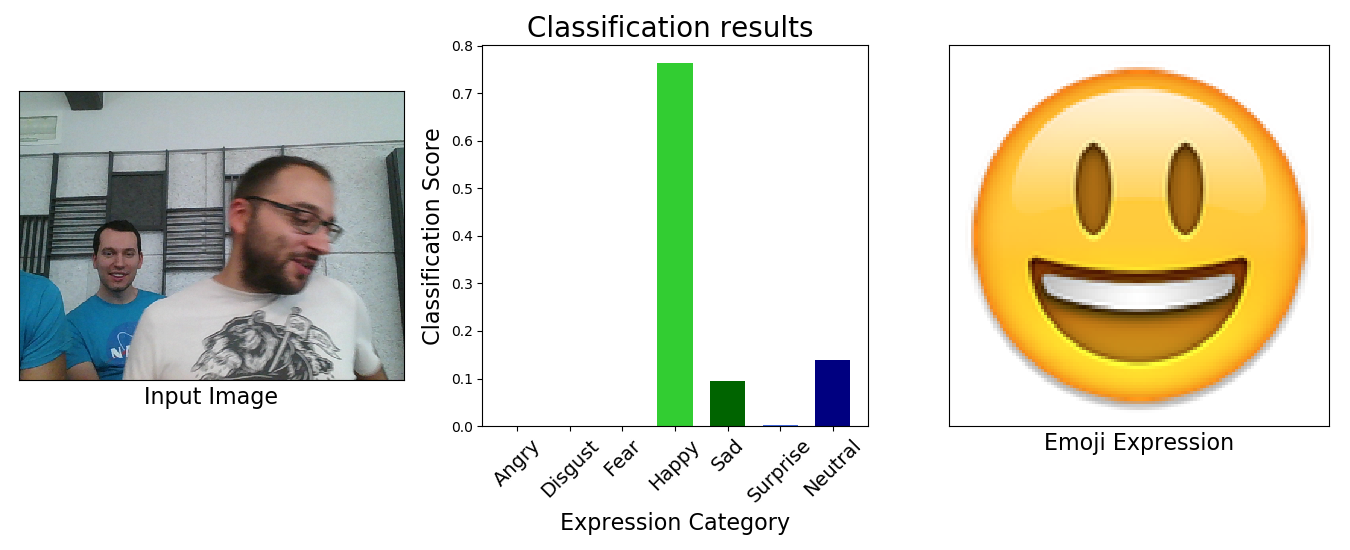 Classification results
Input Image
Classification Score
0.8
0.7
0.6
0.5
0.4
0.3
0.2
0.1
0.0
Angry
Disgust
Fear
Happy
Sad
Surprise
Neutral
Expression Category
Emoji Expression